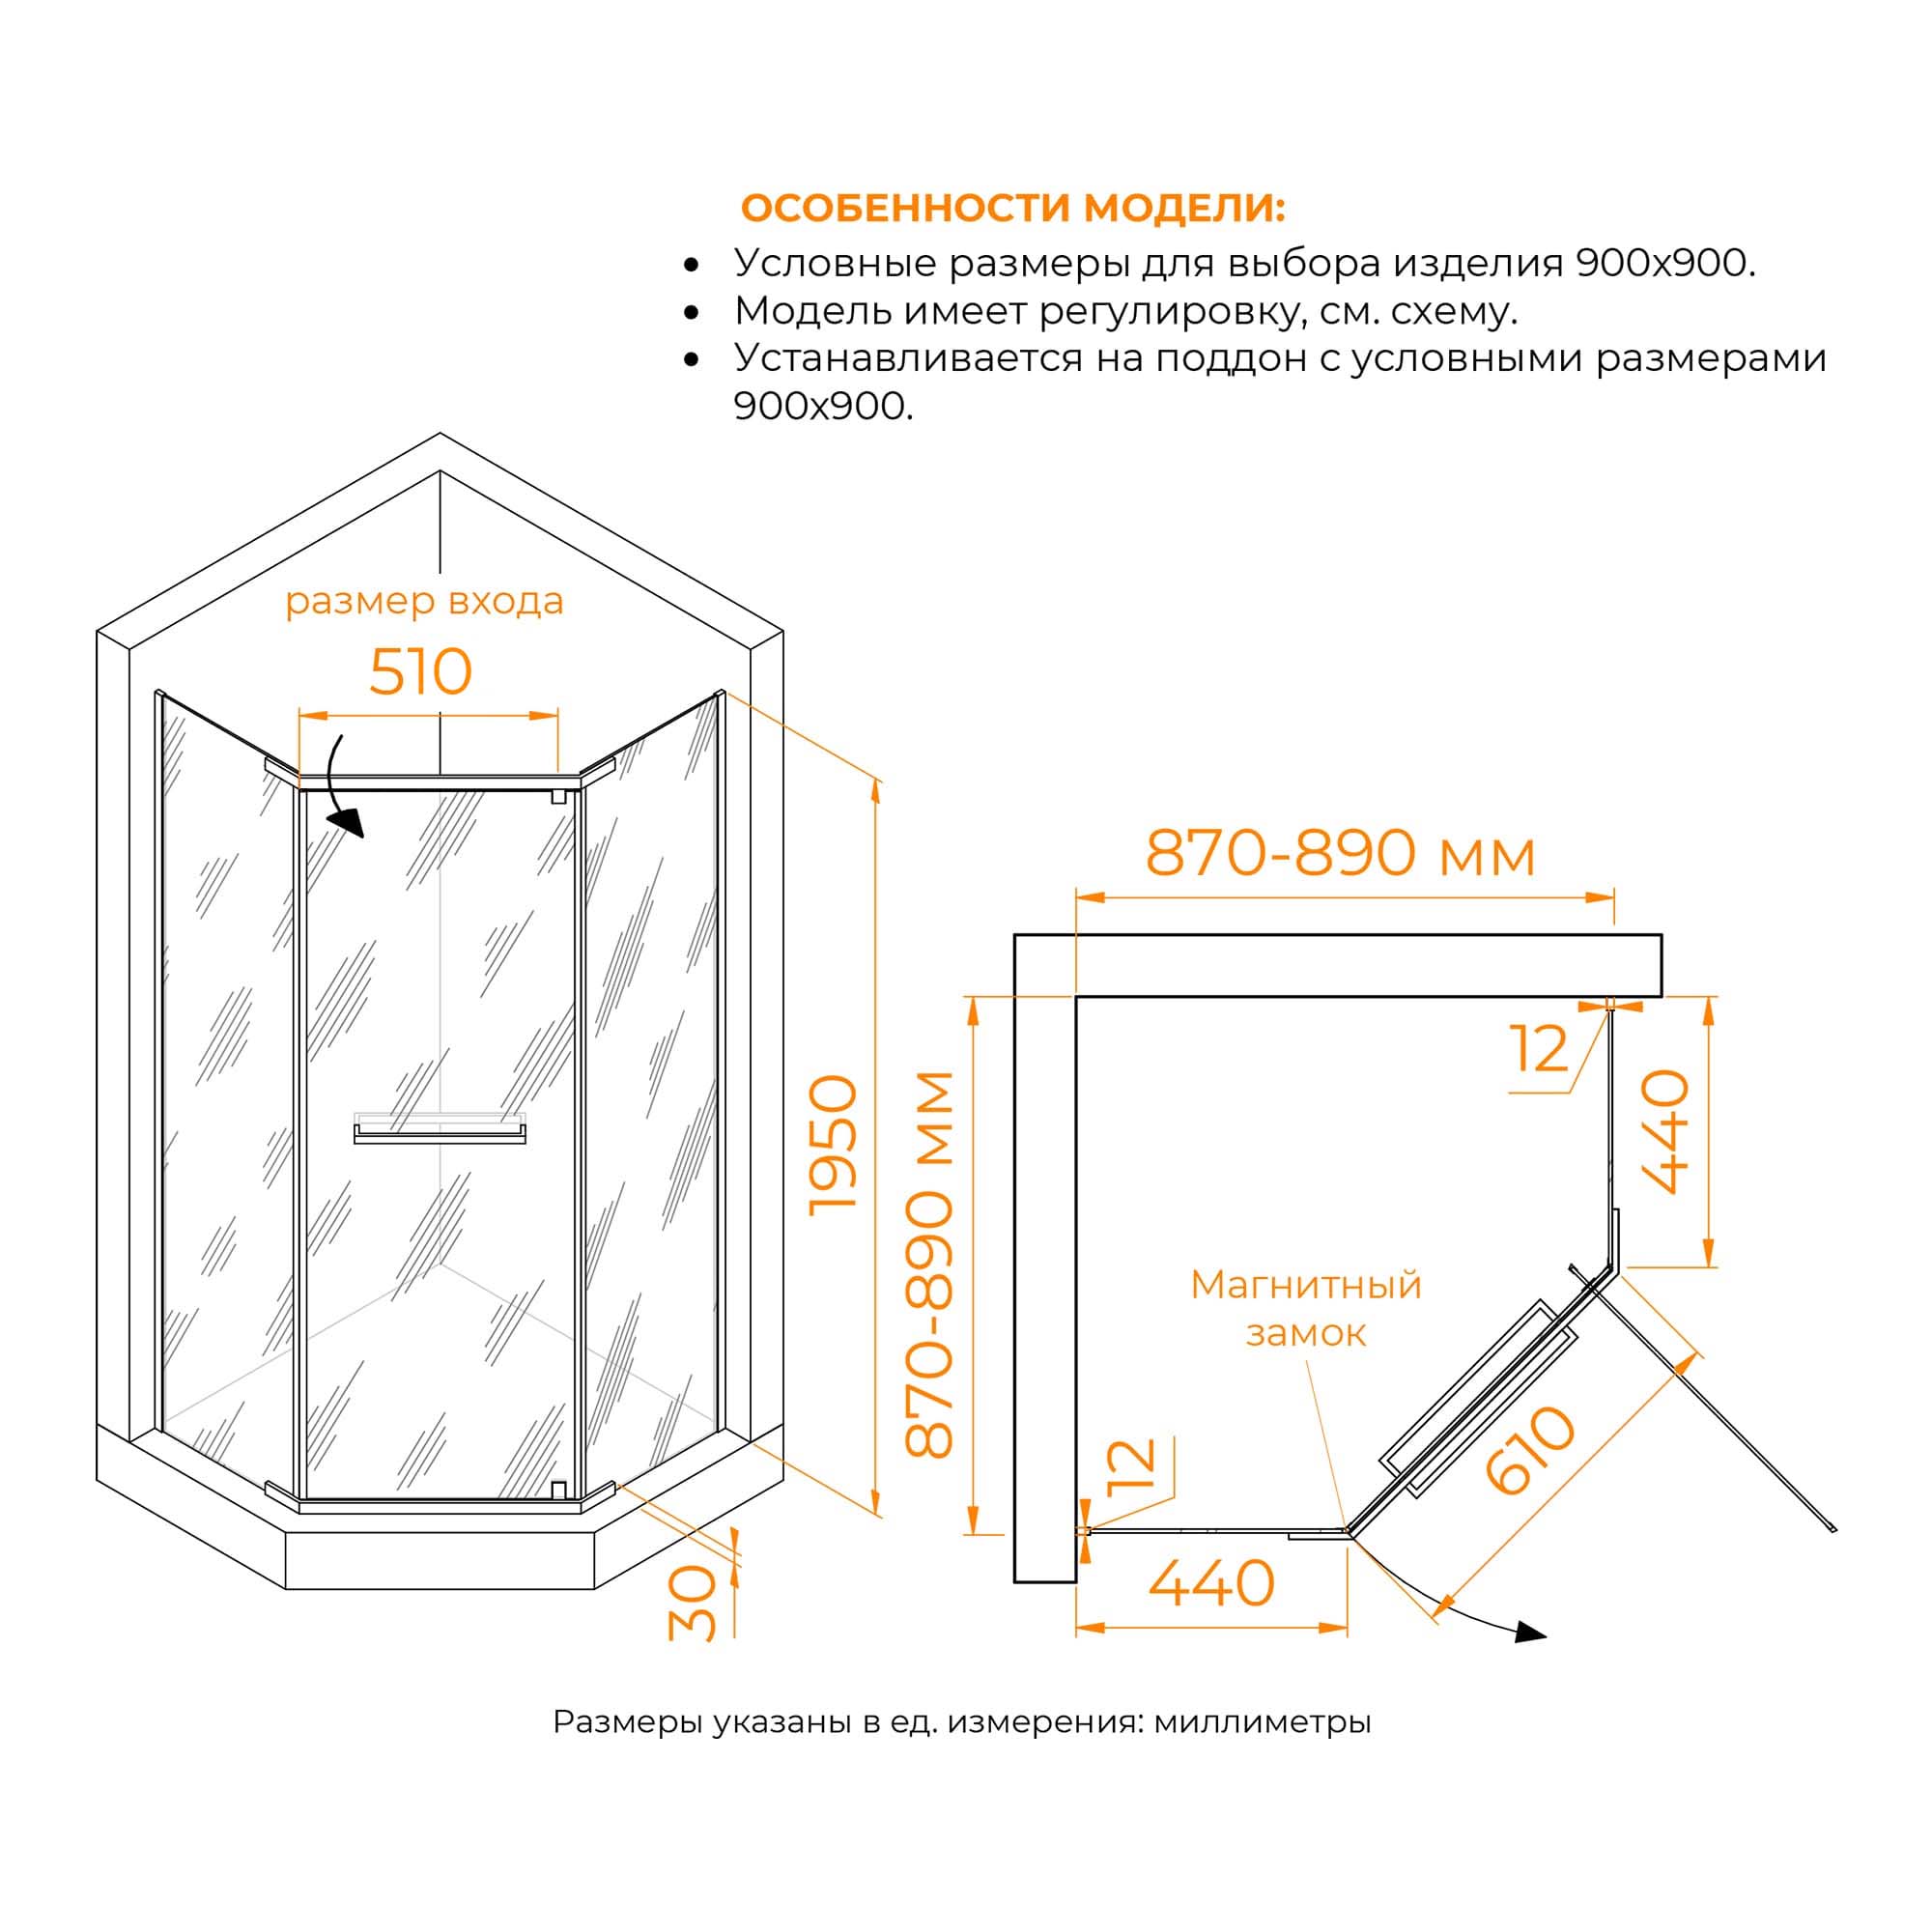 ОСОБЕННОСТИ МОДЕЛИ:
• Условные размеры для выбора изделия 900х900.
• Модель имеет регулировку, см. схему.
• Устанавливается на поддон с условными размерами
900х900.
размер входа
510
1950
30
870-890 мм
870-890 мм
12
440
Магнитный
замок
610
12
440
Размеры указаны в ед. измерения: миллиметры